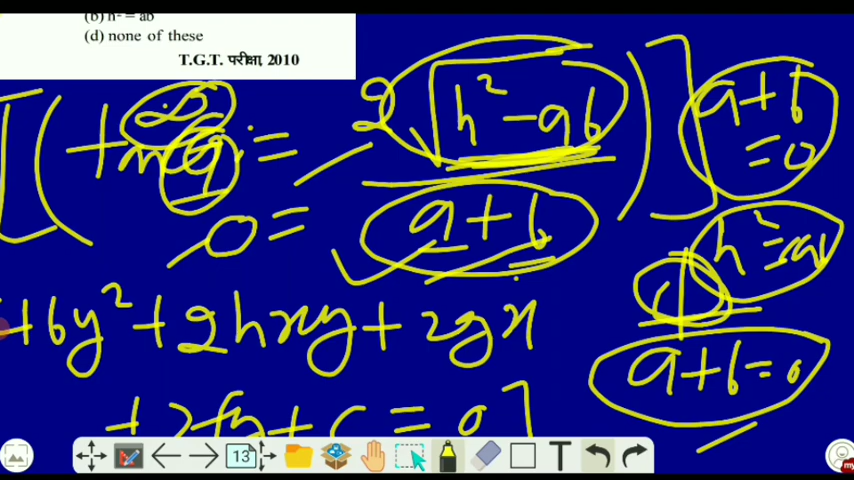 (b) h² = ab
(d) none of these
T.G.T. परीक्षा, 2010
2√h² - ab
a + b
a + b
= 0
0 =
h² = ab
a + b = 0
+ by² + 2hxy + 2gx
+ 2fy + c = 0]
13
T